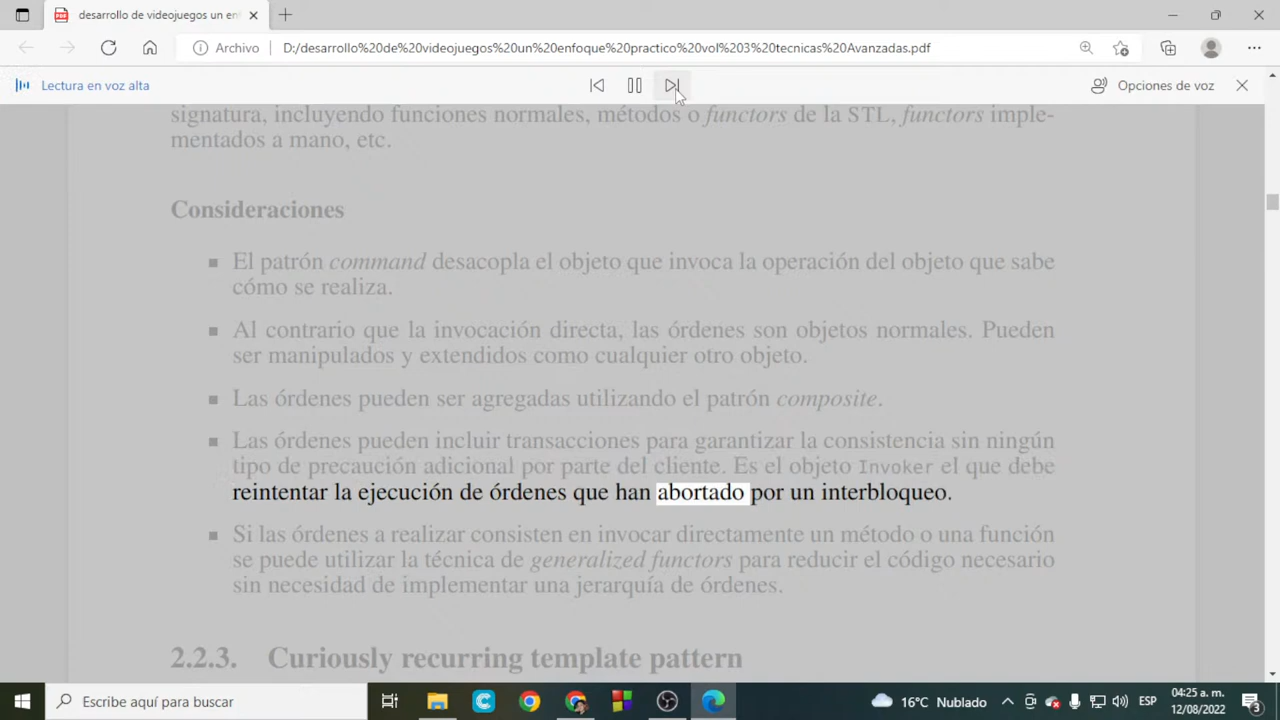 desarrollo de videojuegos un en
Archivo D:/desarrollo%20de%20videojuegos%20un%20enfoque%20practico%20vol%203%20tecnicas%20Avanzadas.pdf
Lectura en voz alta
Opciones de voz
signatura, incluyendo funciones normales, métodos o functors de la STL, functors imple-
mentados a mano, etc.
Consideraciones
El patrón command desacopla el objeto que invoca la operación del objeto que sabe
cómo se realiza.
Al contrario que la invocación directa, las órdenes son objetos normales. Pueden
ser manipulados y extendidos como cualquier otro objeto.
Las órdenes pueden ser agregadas utilizando el patrón composite.
Las órdenes pueden incluir transacciones para garantizar la consistencia sin ningún
tipo de precaución adicional por parte del cliente. Es el objeto Invoker el que debe
reintentar la ejecución de órdenes que han abortado por un interbloqueo.
Si las órdenes a realizar consisten en invocar directamente un método o una función
se puede utilizar la técnica de generalized functors para reducir el código necesario
sin necesidad de implementar una jerarquía de órdenes.
2.2.3. Curiously recurring template pattern
Escribe aquí para buscar
16°C Nublado
ESP
04:25 a. m.
12/08/2022
3